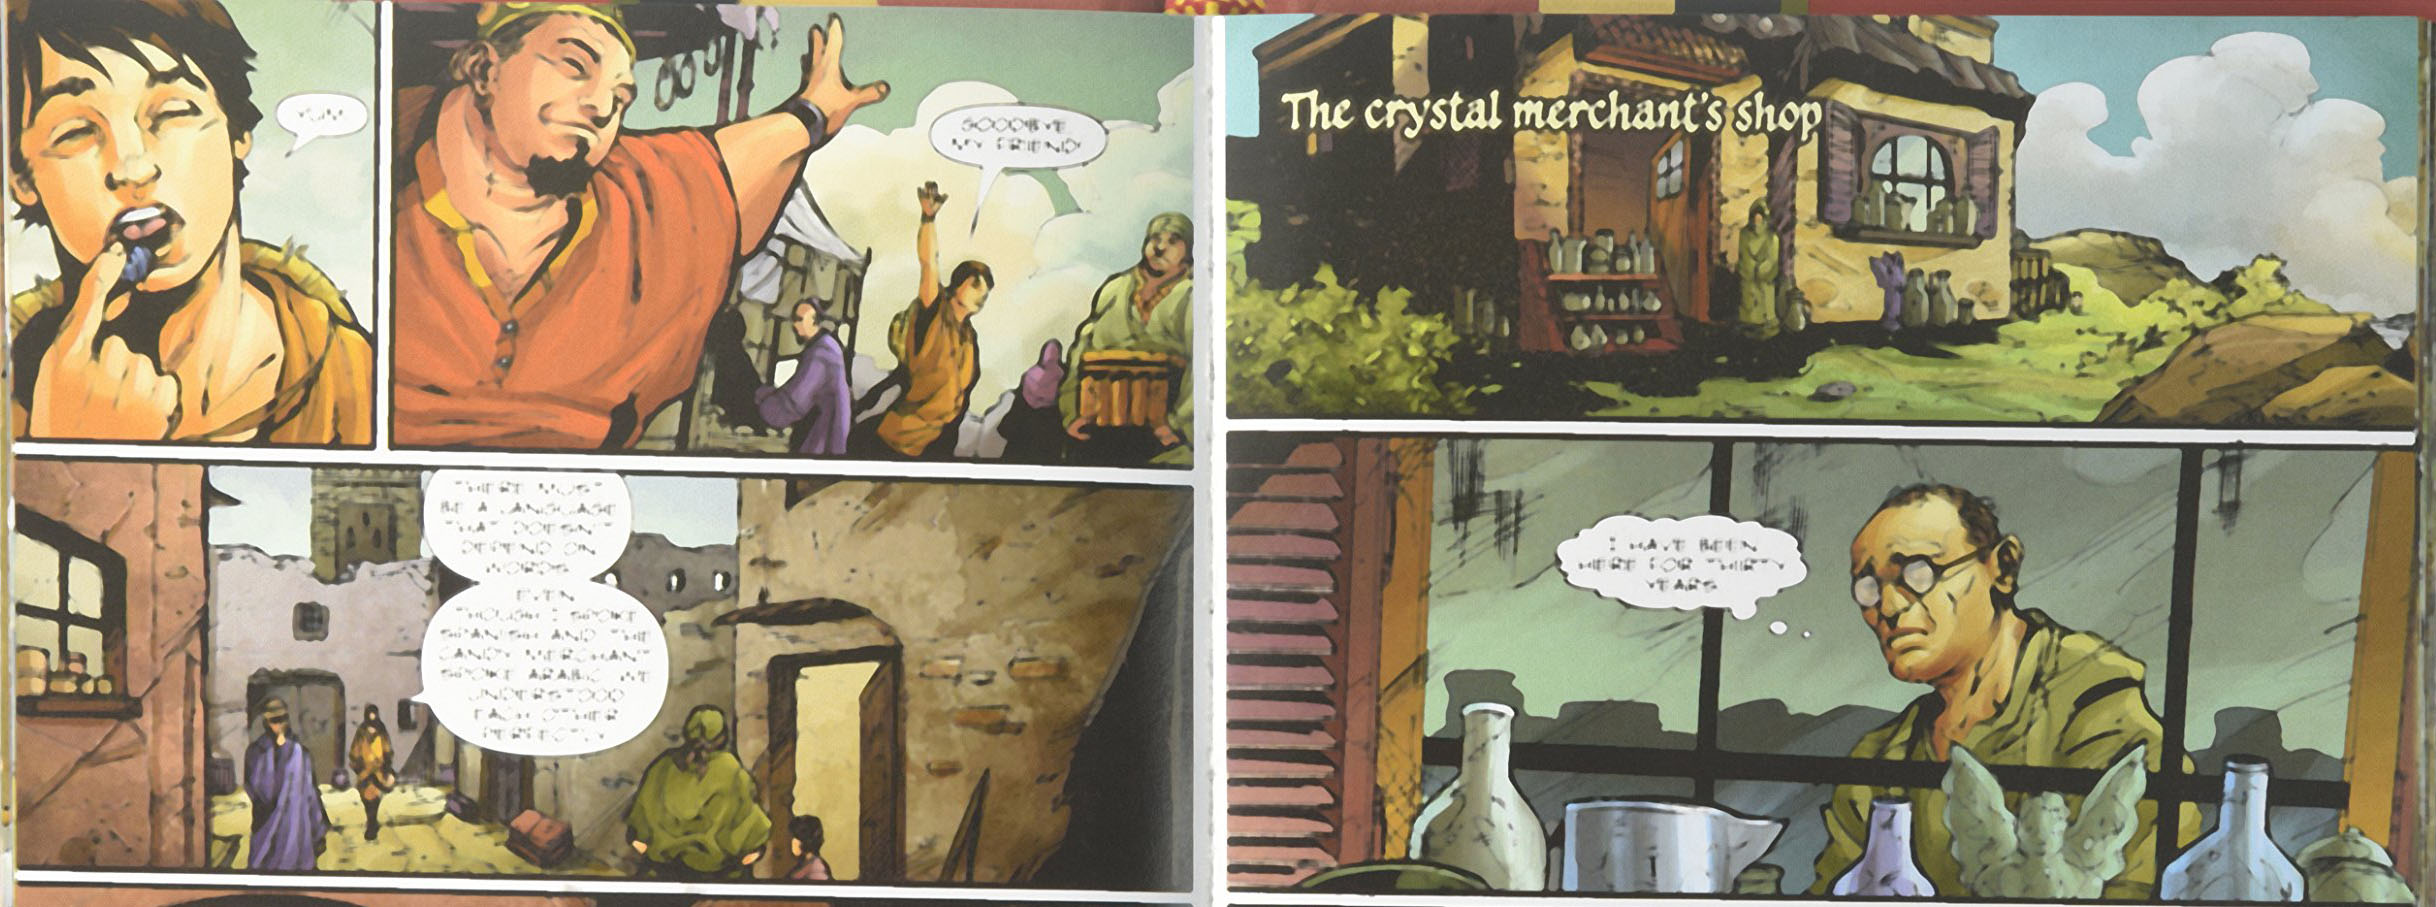 YUM.
GOODBYE
MY FRIEND!
THERE MUST
BE A LANGUAGE
THAT DOESN'T
DEPEND ON
WORDS.
EVEN
THOUGH I SPOKE
SPANISH AND THE
CANDY MERCHANT
SPOKE ARABIC WE
UNDERSTOOD
EACH OTHER
PERFECTLY.
The crystal merchant's shop
I HAVE BEEN
HERE FOR THIRTY
YEARS.